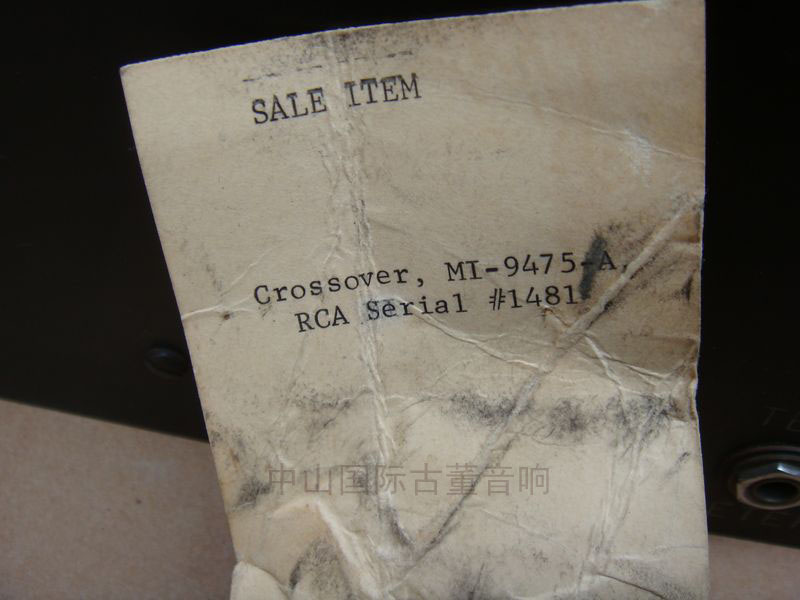 SALE ITEM
Crossover, MI-9475-A,
RCA Serial #1481
中山国际古董音响